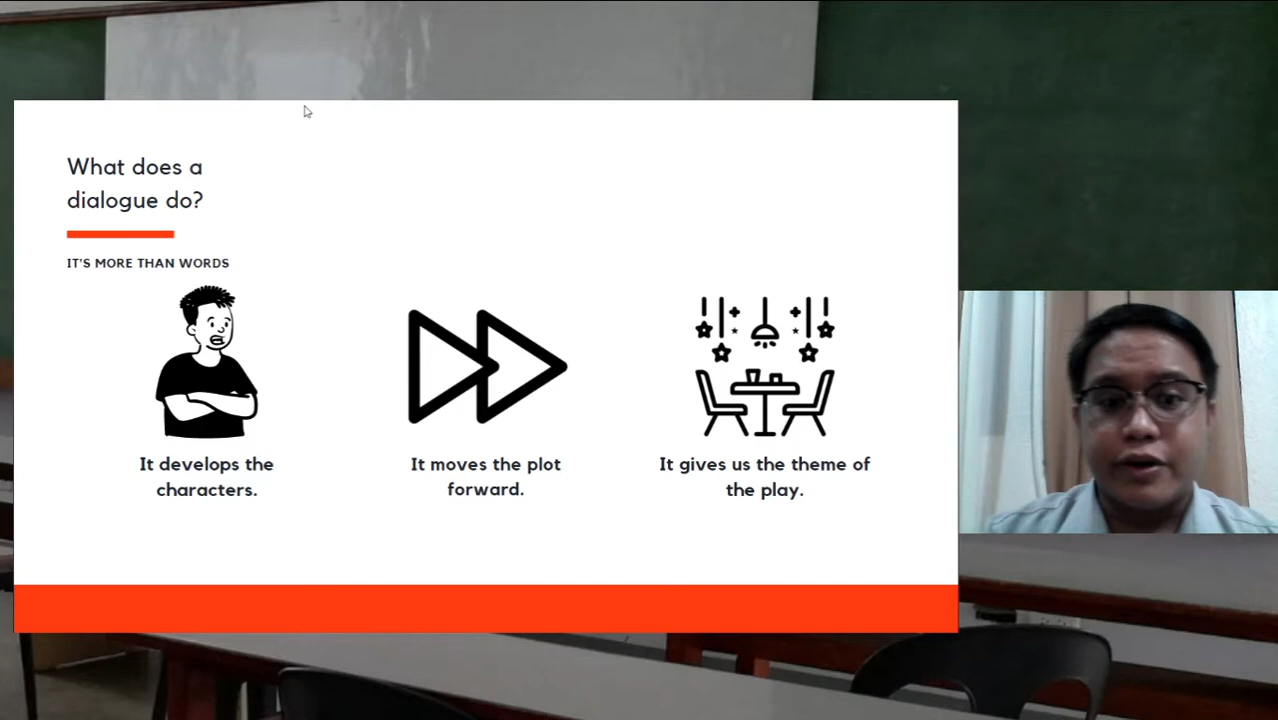 What does a
dialogue do?
IT'S MORE THAN WORDS
It develops the
characters.
It moves the plot
forward.
It gives us the theme of
the play.